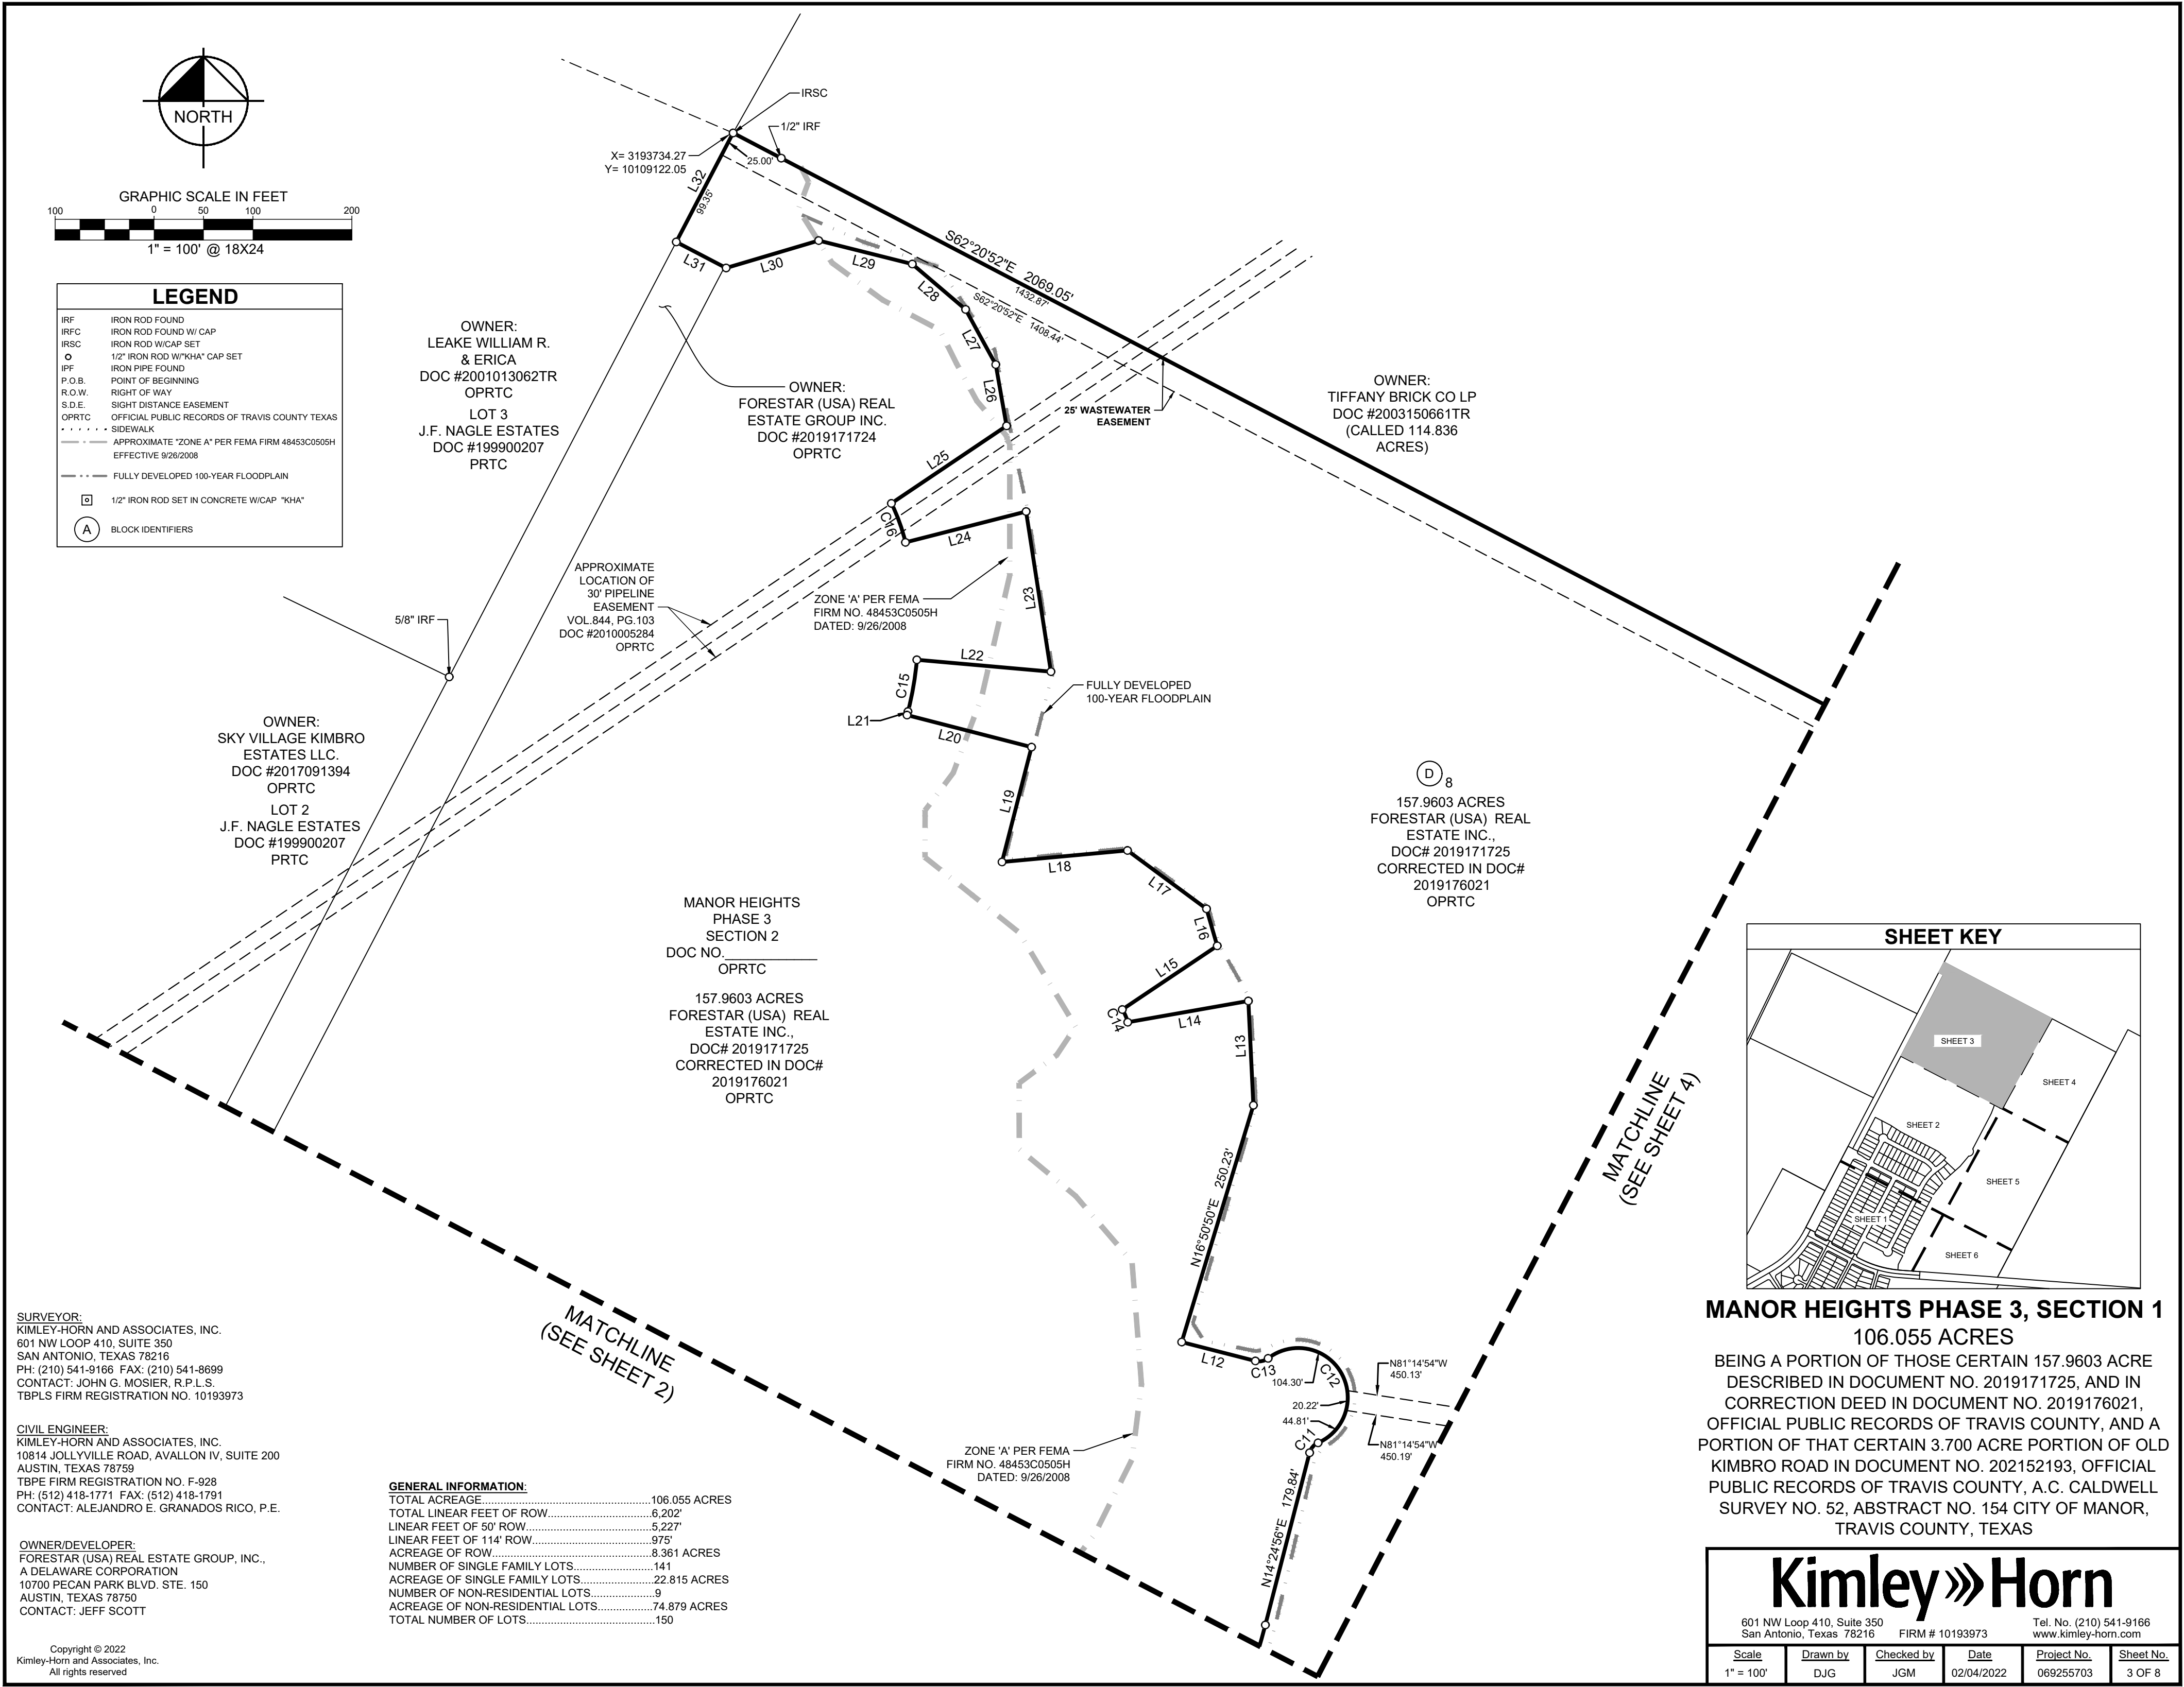 NORTH
GRAPHIC SCALE IN FEET
100 0 50 100 200
1" = 100' @ 18X24
LEGEND
IRF IRON ROD FOUND
IRFC IRON ROD FOUND W/ CAP
IRSC IRON ROD W/CAP SET
1/2" IRON ROD W/"KHA" CAP SET
IPF IRON PIPE FOUND
P.O.B. POINT OF BEGINNING
R.O.W. RIGHT OF WAY
S.D.E. SIGHT DISTANCE EASEMENT
OPRTC OFFICIAL PUBLIC RECORDS OF TRAVIS COUNTY TEXAS
SIDEWALK
APPROXIMATE "ZONE A" PER FEMA FIRM 48453C0505H
EFFECTIVE 9/26/2008
FULLY DEVELOPED 100-YEAR FLOODPLAIN
1/2" IRON ROD SET IN CONCRETE W/CAP "KHA"
A BLOCK IDENTIFIERS
IRSC
1/2" IRF
X= 3193734.27
Y= 10109122.05
25.00'
L32
99.35'
L31
L30
L29
L28
L27
L26
S62°20'52"E 2069.05'
1432.87'
S62°20'52"E 1408.44'
OWNER:
LEAKE WILLIAM R.
& ERICA
DOC #2001013062TR
OPRTC
LOT 3
J.F. NAGLE ESTATES
DOC #199900207
PRTC
OWNER:
FORESTAR (USA) REAL
ESTATE GROUP INC.
DOC #2019171724
OPRTC
25' WASTEWATER
EASEMENT
OWNER:
TIFFANY BRICK CO LP
DOC #2003150661TR
(CALLED 114.836
ACRES)
L25
C16
L24
L23
APPROXIMATE
LOCATION OF
30' PIPELINE
EASEMENT
VOL.844, PG.103
DOC #2010005284
OPRTC
ZONE 'A' PER FEMA
FIRM NO. 48453C0505H
DATED: 9/26/2008
5/8" IRF
L22
C15
L21
L20
FULLY DEVELOPED
100-YEAR FLOODPLAIN
OWNER:
SKY VILLAGE KIMBRO
ESTATES LLC.
DOC #2017091394
OPRTC
LOT 2
J.F. NAGLE ESTATES
DOC #199900207
PRTC
L19
L18
L17
L16
L15
C14
L14
L13
D 8
157.9603 ACRES
FORESTAR (USA) REAL
ESTATE INC.,
DOC# 2019171725
CORRECTED IN DOC#
2019176021
OPRTC
MANOR HEIGHTS
PHASE 3
SECTION 2
DOC NO.____________
OPRTC
157.9603 ACRES
FORESTAR (USA) REAL
ESTATE INC.,
DOC# 2019171725
CORRECTED IN DOC#
2019176021
OPRTC
N16°50'50"E 250.23'
L12
C13
C12
104.30'
20.22'
44.81'
C11
N81°14'54"W
450.13'
N81°14'54"W
450.19'
N14°24'56"E 179.84'
MATCHLINE
(SEE SHEET 4)
MATCHLINE
(SEE SHEET 2)
ZONE 'A' PER FEMA
FIRM NO. 48453C0505H
DATED: 9/26/2008
SHEET KEY
SHEET 3
SHEET 4
SHEET 2
SHEET 5
SHEET 1
SHEET 6
SURVEYOR:
KIMLEY-HORN AND ASSOCIATES, INC.
601 NW LOOP 410, SUITE 350
SAN ANTONIO, TEXAS 78216
PH: (210) 541-9166 FAX: (210) 541-8699
CONTACT: JOHN G. MOSIER, R.P.L.S.
TBPLS FIRM REGISTRATION NO. 10193973
CIVIL ENGINEER:
KIMLEY-HORN AND ASSOCIATES, INC.
10814 JOLLYVILLE ROAD, AVALLON IV, SUITE 200
AUSTIN, TEXAS 78759
TBPE FIRM REGISTRATION NO. F-928
PH: (512) 418-1771 FAX: (512) 418-1791
CONTACT: ALEJANDRO E. GRANADOS RICO, P.E.
OWNER/DEVELOPER:
FORESTAR (USA) REAL ESTATE GROUP, INC.,
A DELAWARE CORPORATION
10700 PECAN PARK BLVD. STE. 150
AUSTIN, TEXAS 78750
CONTACT: JEFF SCOTT
Copyright © 2022
Kimley-Horn and Associates, Inc.
All rights reserved
GENERAL INFORMATION:
TOTAL ACREAGE....................106.055 ACRES
TOTAL LINEAR FEET OF ROW....................6,202'
LINEAR FEET OF 50' ROW....................5,227'
LINEAR FEET OF 114' ROW....................975'
ACREAGE OF ROW....................8.361 ACRES
NUMBER OF SINGLE FAMILY LOTS....................141
ACREAGE OF SINGLE FAMILY LOTS....................22.815 ACRES
NUMBER OF NON-RESIDENTIAL LOTS....................9
ACREAGE OF NON-RESIDENTIAL LOTS....................74.879 ACRES
TOTAL NUMBER OF LOTS....................150
MANOR HEIGHTS PHASE 3, SECTION 1
106.055 ACRES
BEING A PORTION OF THOSE CERTAIN 157.9603 ACRE
DESCRIBED IN DOCUMENT NO. 2019171725, AND IN
CORRECTION DEED IN DOCUMENT NO. 2019176021,
OFFICIAL PUBLIC RECORDS OF TRAVIS COUNTY, AND A
PORTION OF THAT CERTAIN 3.700 ACRE PORTION OF OLD
KIMBRO ROAD IN DOCUMENT NO. 202152193, OFFICIAL
PUBLIC RECORDS OF TRAVIS COUNTY, A.C. CALDWELL
SURVEY NO. 52, ABSTRACT NO. 154 CITY OF MANOR,
TRAVIS COUNTY, TEXAS
Kimley»Horn
601 NW Loop 410, Suite 350 Tel. No. (210) 541-9166
San Antonio, Texas 78216 FIRM # 10193973 www.kimley-horn.com
Scale Drawn by Checked by Date Project No. Sheet No.
1" = 100' DJG JGM 02/04/2022 069255703 3 OF 8